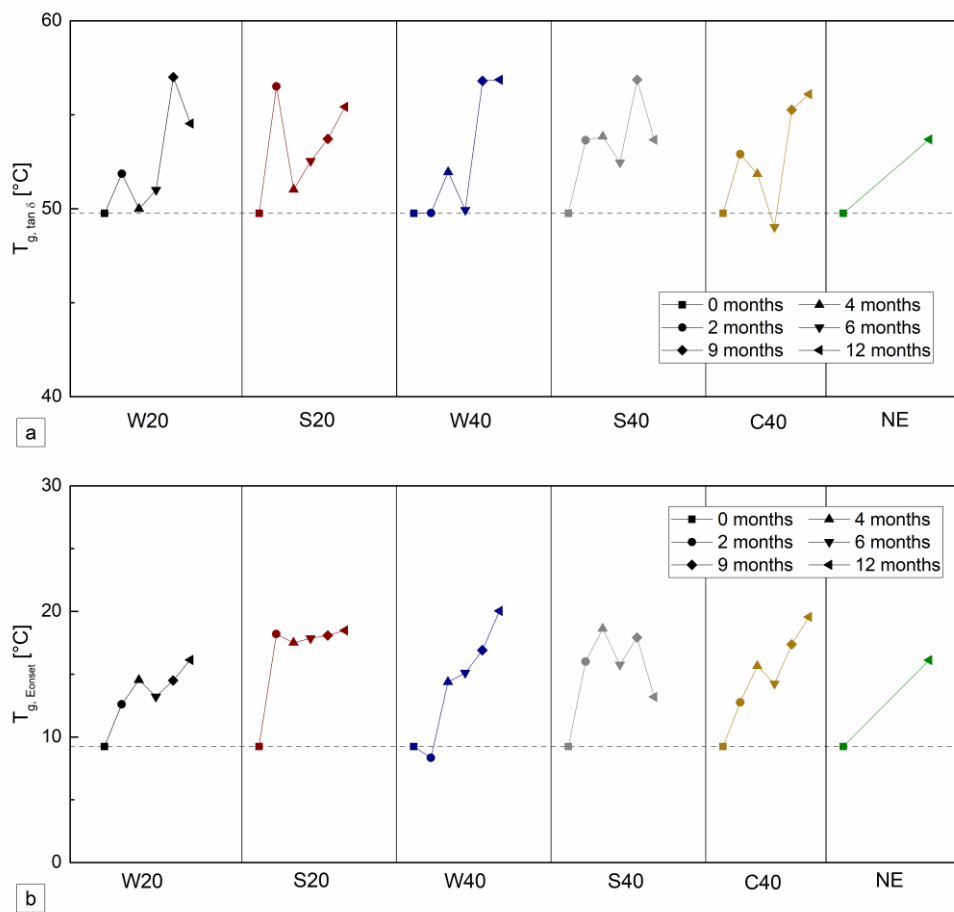 60
50
40
T g, tan δ [°C]
0 months 4 months
2 months 6 months
9 months 12 months
W20 S20 W40 S40 C40 NE
a
30
20
10
0
T g, Eonset [°C]
0 months 4 months
2 months 6 months
9 months 12 months
W20 S20 W40 S40 C40 NE
b